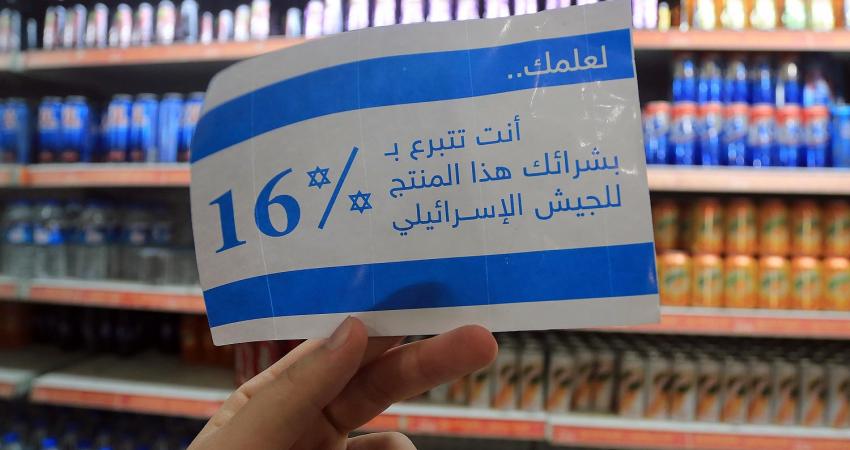 لعلمك..
أنت تتبرع بـ
بشرائك هذا المنتج
للجيش الإسرائيلي
16%